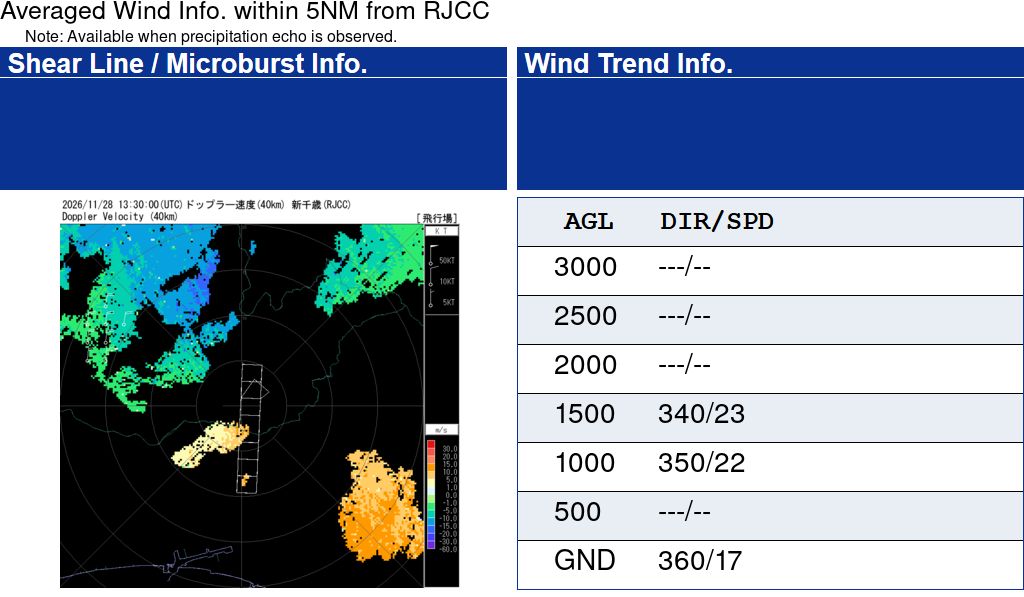 Averaged Wind Info. within 5NM from RJCC
Note: Available when precipitation echo is observed.
Shear Line / Microburst Info.
Wind Trend Info.
2026/11/28 13:30:00(UTC) ドップラー速度(40km) 新千歳(RJCC)
Doppler Velocity (40km)
[飛行場]
KT
50KT
10KT
5KT
m/s
30.0
20.0
15.0
10.0
5.0
1.0
0.0
-1.0
-5.0
-10.0
-15.0
-20.0
-30.0
-60.0
AGL DIR/SPD
3000 ---/--
2500 ---/--
2000 ---/--
1500 340/23
1000 350/22
500 ---/--
GND 360/17